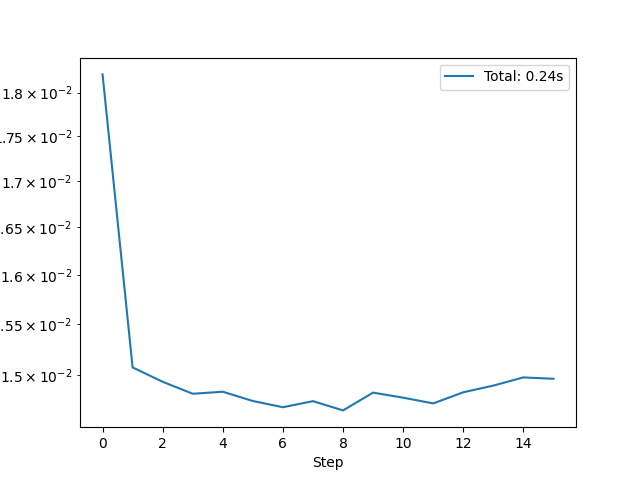 Total: 0.24s
1.8 × 10⁻²
1.75 × 10⁻²
1.7 × 10⁻²
.65 × 10⁻²
1.6 × 10⁻²
.55 × 10⁻²
1.5 × 10⁻²
0 2 4 6 8 10 12 14
Step